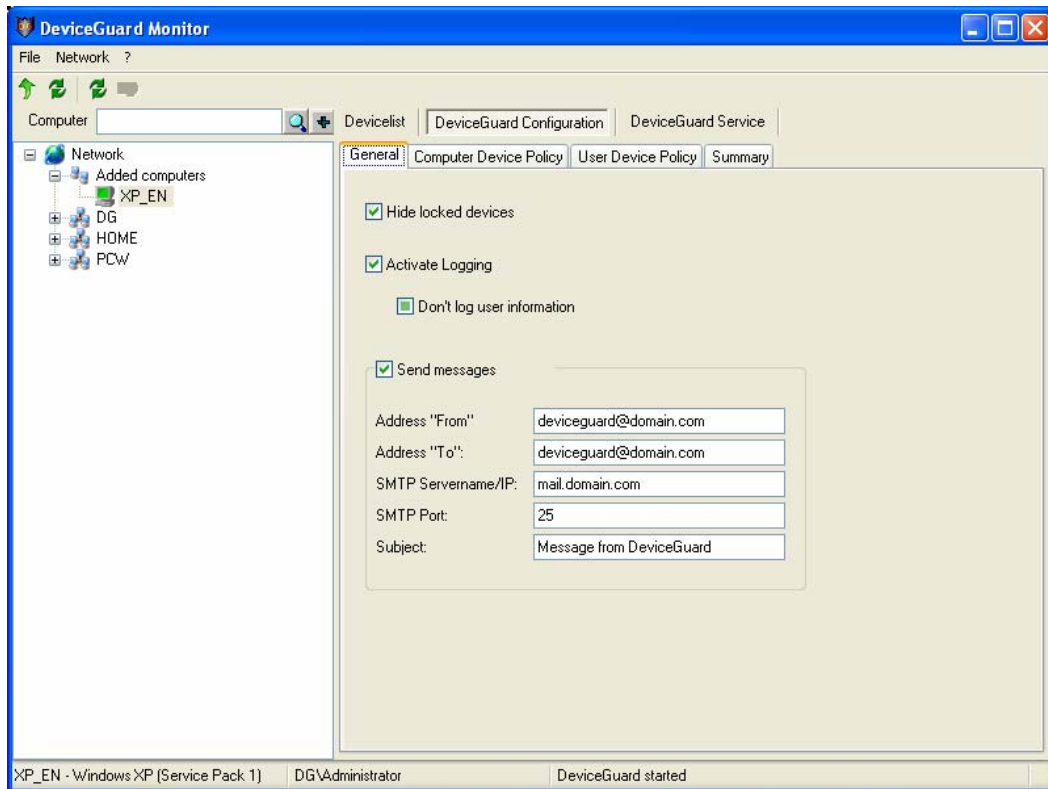 DeviceGuard Monitor
File Network ?
Computer
Devicelist DeviceGuard Configuration DeviceGuard Service
Network
Added computers
XP_EN
DG
HOME
PCW
General Computer Device Policy User Device Policy Summary
Hide locked devices
Activate Logging
Don't log user information
Send messages
Address "From" deviceguard@domain.com
Address "To": deviceguard@domain.com
SMTP Servername/IP: mail.domain.com
SMTP Port: 25
Subject: Message from DeviceGuard
XP_EN - Windows XP (Service Pack 1) DG\Administrator DeviceGuard started